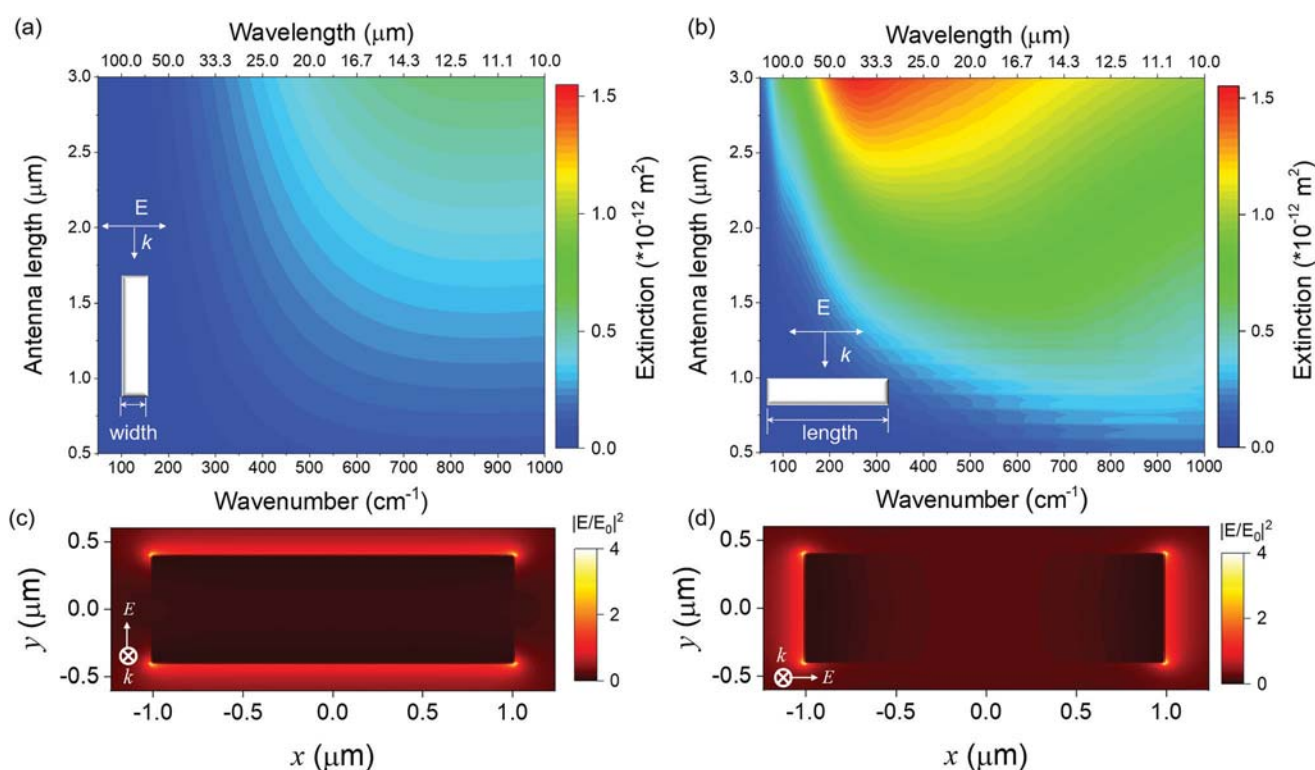 (a)
Wavelength (μm)
100.0 50.0 33.3 25.0 20.0 16.7 14.3 12.5 11.1 10.0
3.0
2.5
2.0
1.5
1.0
0.5
Antenna length (μm)
E
k
width
100 200 300 400 500 600 700 800 900 1000
Wavenumber (cm⁻¹)
1.5
1.0
0.5
0.0
Extinction (*10⁻¹² m²)
(b)
Wavelength (μm)
100.0 50.0 33.3 25.0 20.0 16.7 14.3 12.5 11.1 10.0
3.0
2.5
2.0
1.5
1.0
0.5
Antenna length (μm)
E
k
length
100 200 300 400 500 600 700 800 900 1000
Wavenumber (cm⁻¹)
1.5
1.0
0.5
0.0
Extinction (*10⁻¹² m²)
(c)
|E/E₀|²
0.5
0.0
-0.5
y (μm)
E
k
4
2
0
-1.0 -0.5 0.0 0.5 1.0
x (μm)
(d)
|E/E₀|²
0.5
0.0
-0.5
y (μm)
k
E
4
2
0
-1.0 -0.5 0.0 0.5 1.0
x (μm)